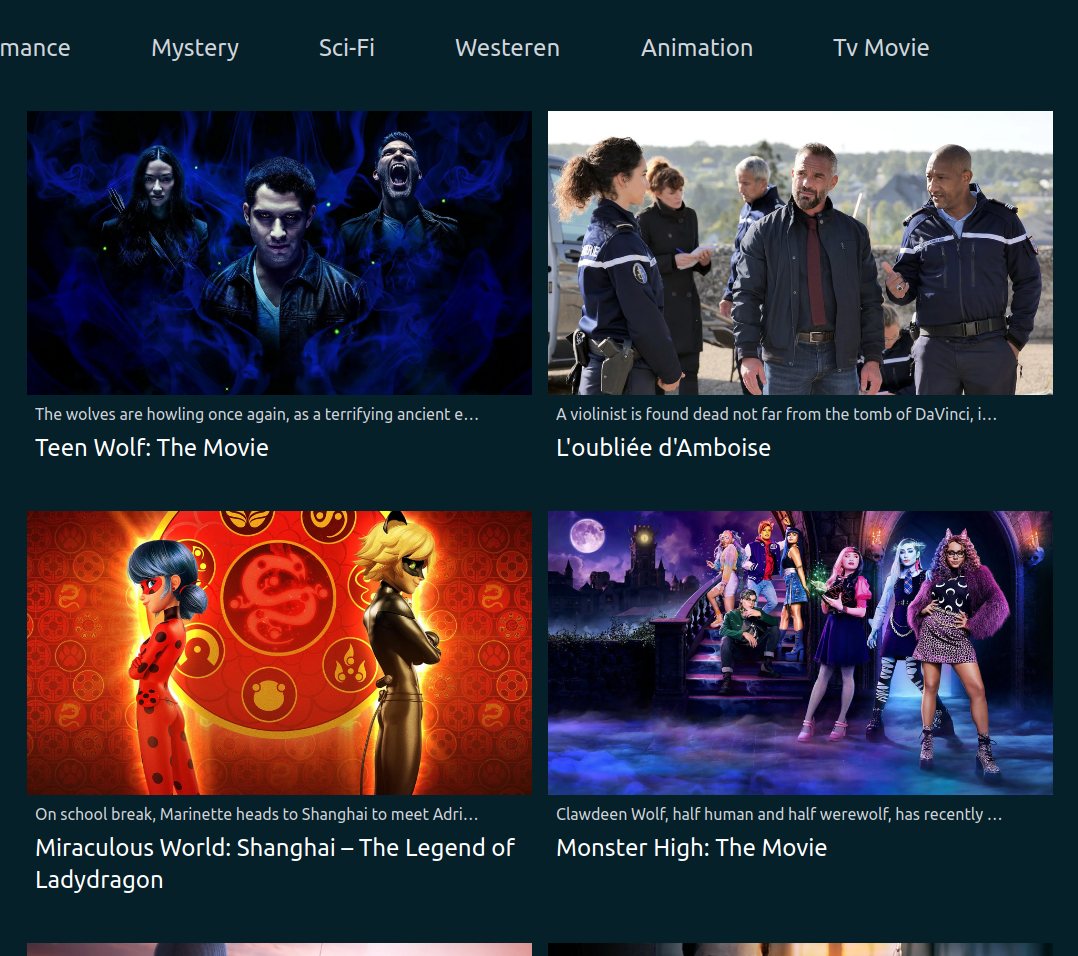 mance Mystery Sci-Fi Westeren Animation Tv Movie
The wolves are howling once again, as a terrifying ancient e…
Teen Wolf: The Movie
A violinist is found dead not far from the tomb of DaVinci, i…
L'oubliée d'Amboise
On school break, Marinette heads to Shanghai to meet Adri…
Miraculous World: Shanghai – The Legend of
Ladydragon
Clawdeen Wolf, half human and half werewolf, has recently …
Monster High: The Movie